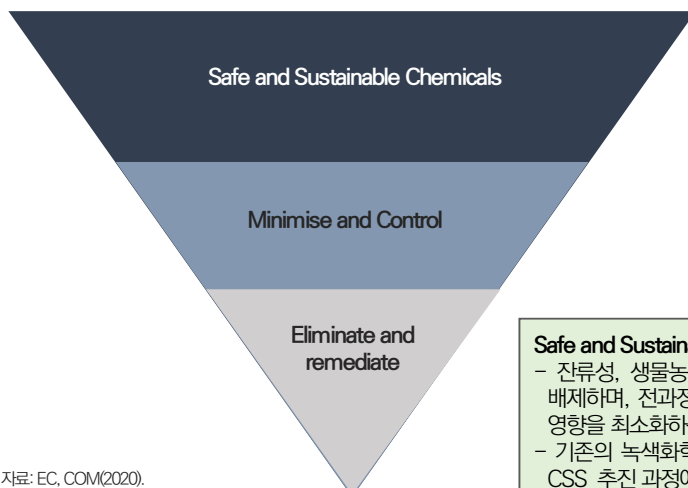 Safe and Sustainable Chemicals
Minimise and Control
Eliminate and
remediate
Safe and Sustaina
- 잔류성, 생물농
배제하며, 전과정
영향을 최소화하
- 기존의 녹색화학
CSS 추진 과정에
자료: EC, COM(2020).